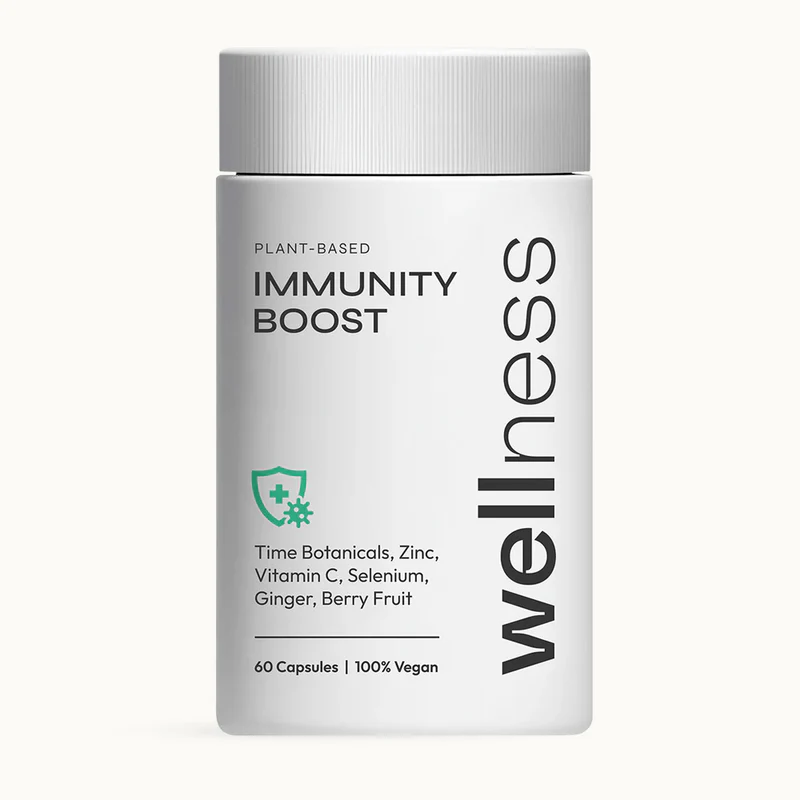 PLANT-BASED
IMMUNITY
BOOST
Time Botanicals, Zinc,
Vitamin C, Selenium,
Ginger, Berry Fruit
60 Capsules | 100% Vegan
wellness